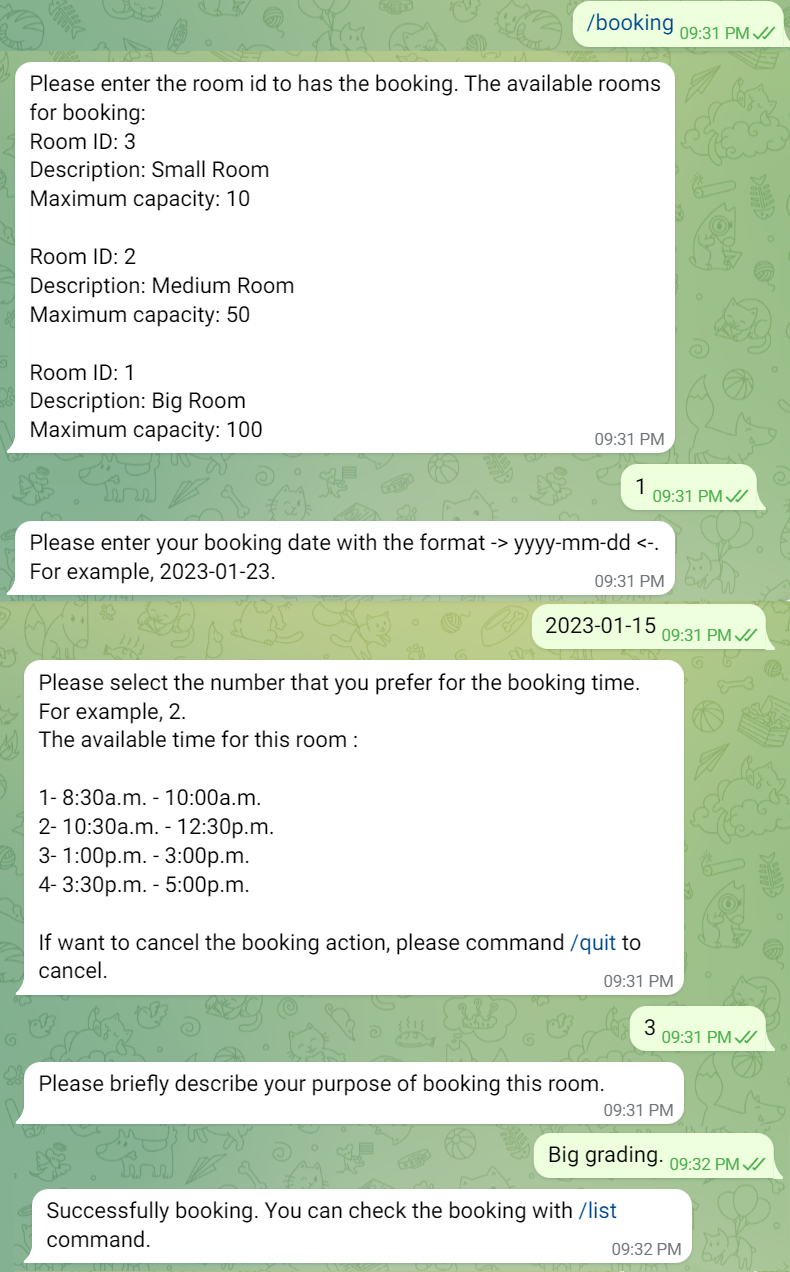 /booking 09:31 PM
Please enter the room id to has the booking. The available rooms
for booking:
Room ID: 3
Description: Small Room
Maximum capacity: 10
Room ID: 2
Description: Medium Room
Maximum capacity: 50
Room ID: 1
Description: Big Room
Maximum capacity: 100
09:31 PM
1 09:31 PM
Please enter your booking date with the format -> yyyy-mm-dd <-.
For example, 2023-01-23.
09:31 PM
2023-01-15 09:31 PM
Please select the number that you prefer for the booking time.
For example, 2.
The available time for this room :
1- 8:30a.m. - 10:00a.m.
2- 10:30a.m. - 12:30p.m.
3- 1:00p.m. - 3:00p.m.
4- 3:30p.m. - 5:00p.m.
If want to cancel the booking action, please command /quit to
cancel.
09:31 PM
3 09:31 PM
Please briefly describe your purpose of booking this room.
09:31 PM
Big grading. 09:32 PM
Successfully booking. You can check the booking with /list
command.
09:32 PM